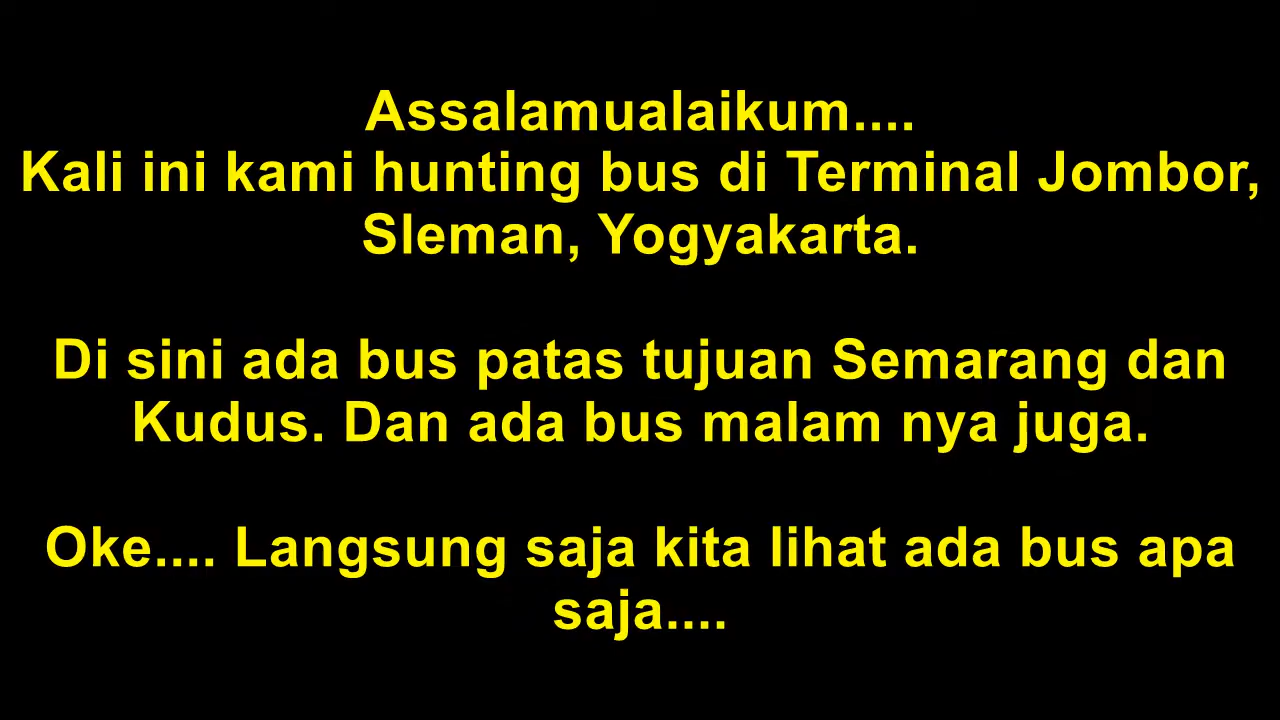 Assalamualaikum....
Kali ini kami hunting bus di Terminal Jombor,
Sleman, Yogyakarta.
Di sini ada bus patas tujuan Semarang dan
Kudus. Dan ada bus malam nya juga.
Oke.... Langsung saja kita lihat ada bus apa
saja....